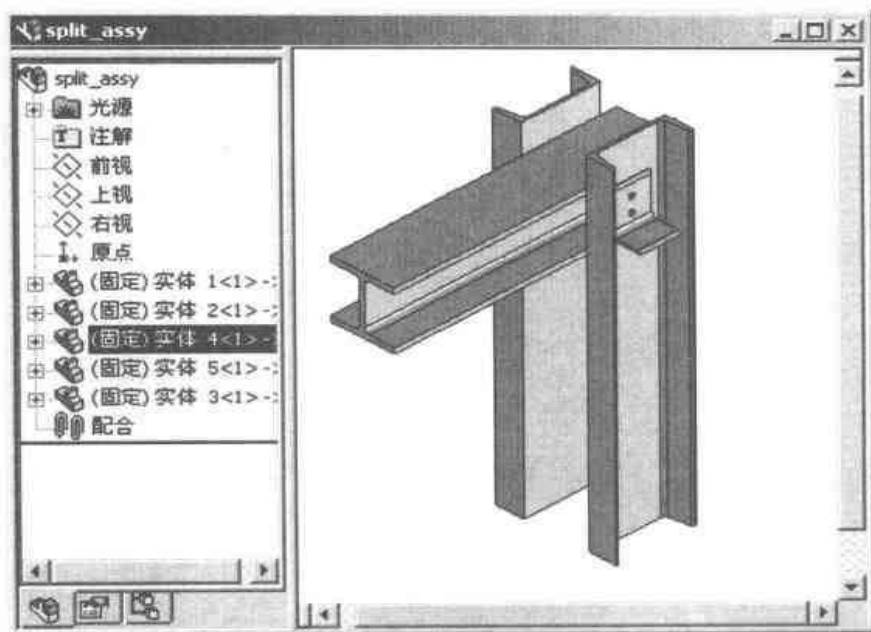 split_assy
split_assy
光源
注解
前视
上视
右视
原点
(固定)实体 1<1> ->
(固定)实体 2<1> ->
(固定)实体 4<1> -
(固定)实体 5<1> ->
(固定)实体 3<1> ->
配合